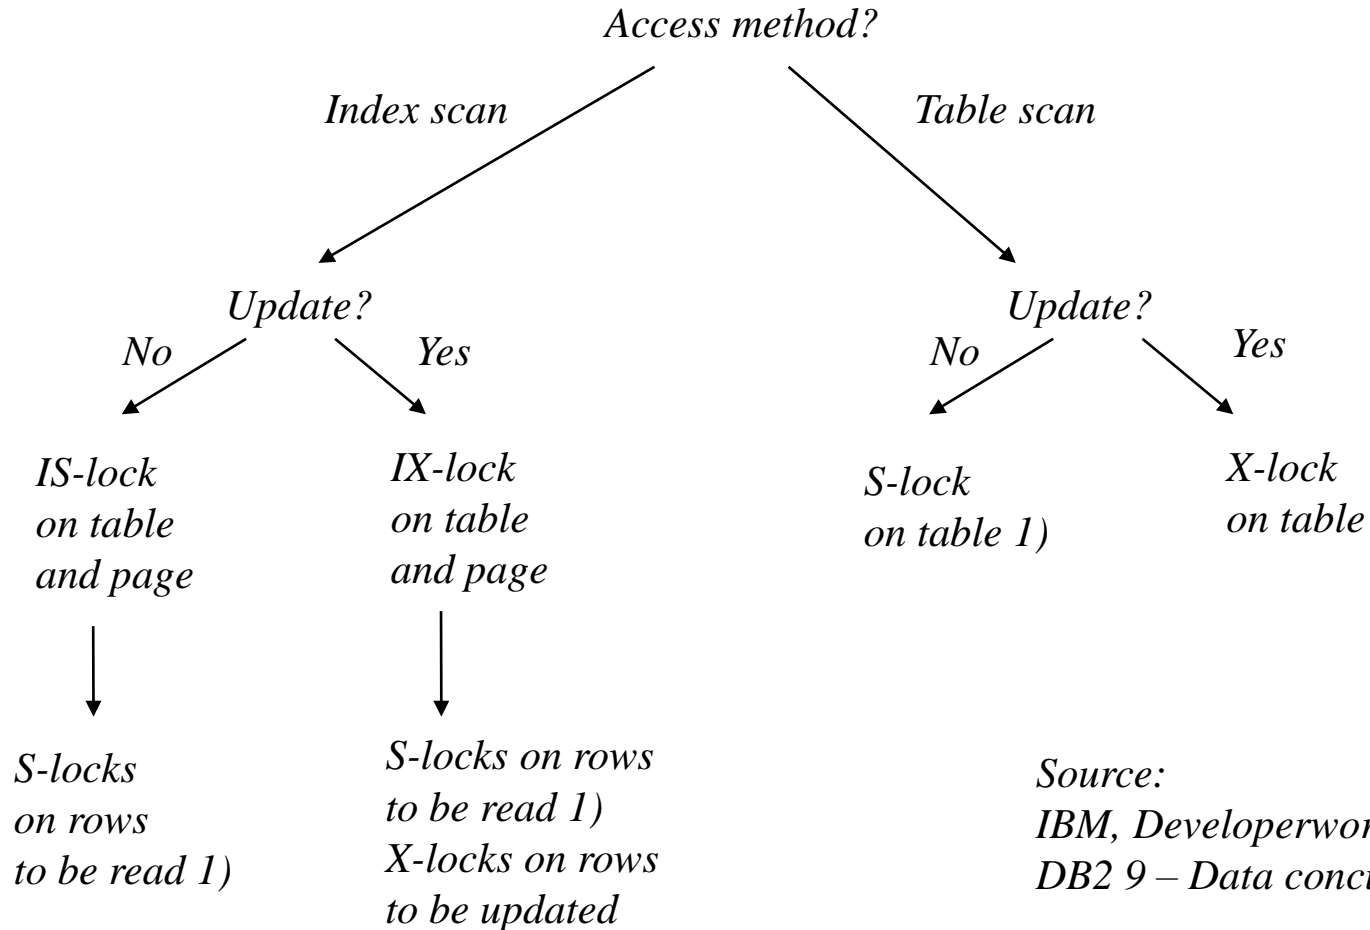 Access method?
Index scan
Table scan
Update?
Update?
No
Yes
No
Yes
IS-lock
on table
and page
IX-lock
on table
and page
S-lock
on table 1)
X-lock
on table
S-locks
on rows
to be read 1)
S-locks on rows
to be read 1)
X-locks on rows
to be updated
Source:
IBM,
DB2 9 – Data